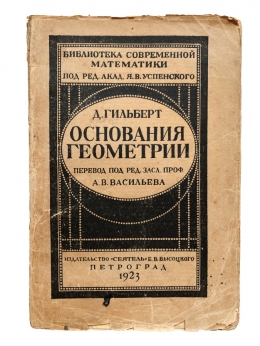 БИБЛИОТЕКА СОВРЕМЕННОЙ
МАТЕМАТИКИ
ПОД РЕД. АКАД. Я.В. УСПЕНСКОГО
Д. ГИЛЬБЕРТ
ОСНОВАНИЯ
ГЕОМЕТРИИ
ПЕРЕВОД ПОД РЕД. ЗАСЛ. ПРОФ.
А.В. ВАСИЛЬЕВА
ИЗДАТЕЛЬСТВО «СЕЯТЕЛЬ» Е.В. ВЫСОЦКОГО
ПЕТРОГРАД
1923